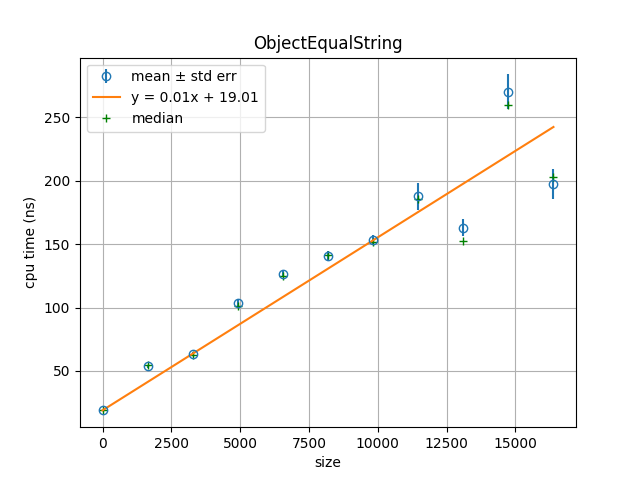 ObjectEqualString
mean ± std err
y = 0.01x + 19.01
median
250
200
150
100
50
cpu time (ns)
0 2500 5000 7500 10000 12500 15000
size